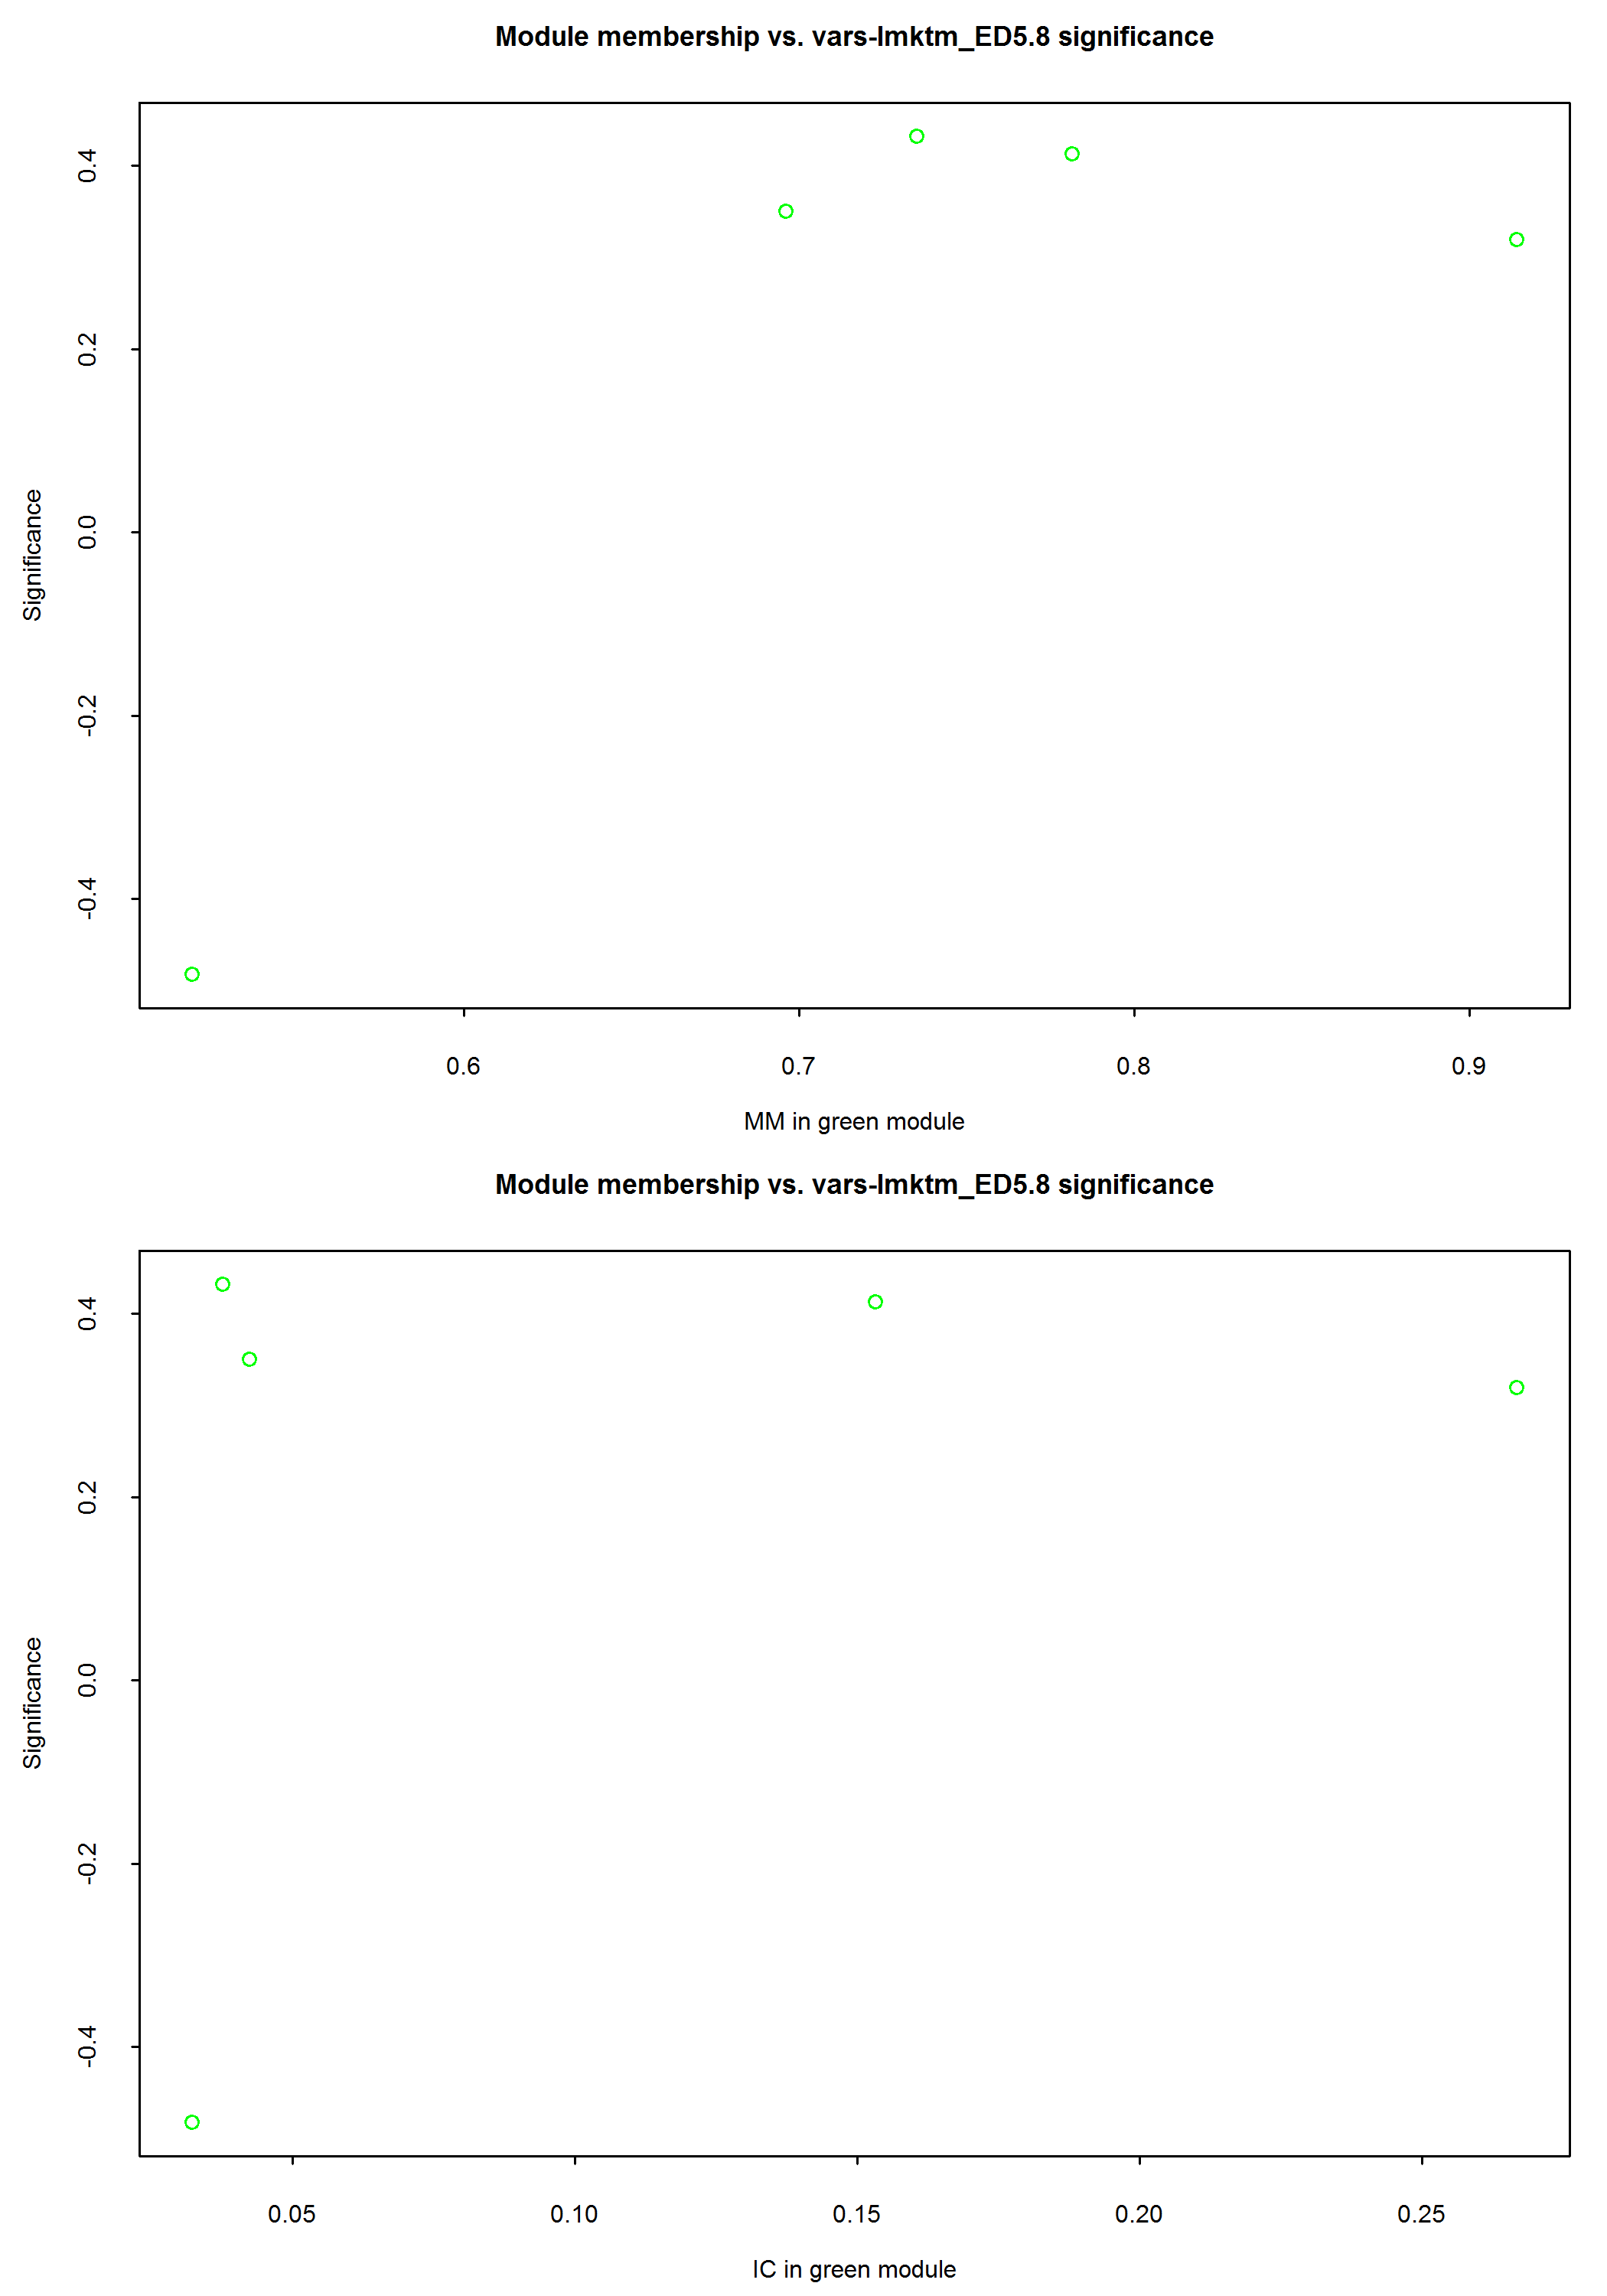 Module membership vs. vars-lmktm_ED5.8 significance
0.4
0.2
0.0
-0.2
-0.4
Significance
0.6 0.7 0.8 0.9
MM in green module
Module membership vs. vars-lmktm_ED5.8 significance
0.4
0.2
0.0
-0.2
-0.4
Significance
0.05 0.10 0.15 0.20 0.25
IC in green module